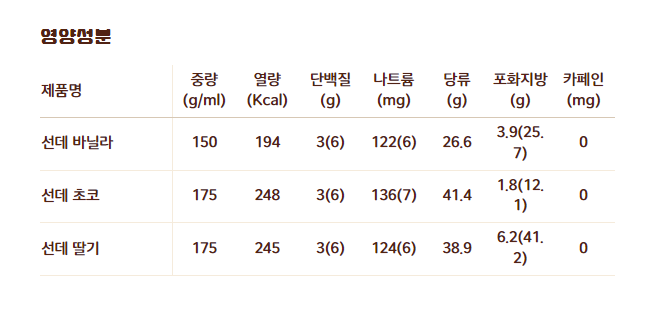 영양성분
제품명 중량 (g/ml) 열량 (Kcal) 단백질 (g) 나트륨 (mg) 당류 (g) 포화지방 (g) 카페인 (mg)
선데 바닐라 150 194 3(6) 122(6) 26.6 3.9(25.7) 0
선데 초코 175 248 3(6) 136(7) 41.4 1.8(12.1) 0
선데 딸기 175 245 3(6) 124(6) 38.9 6.2(41.2) 0